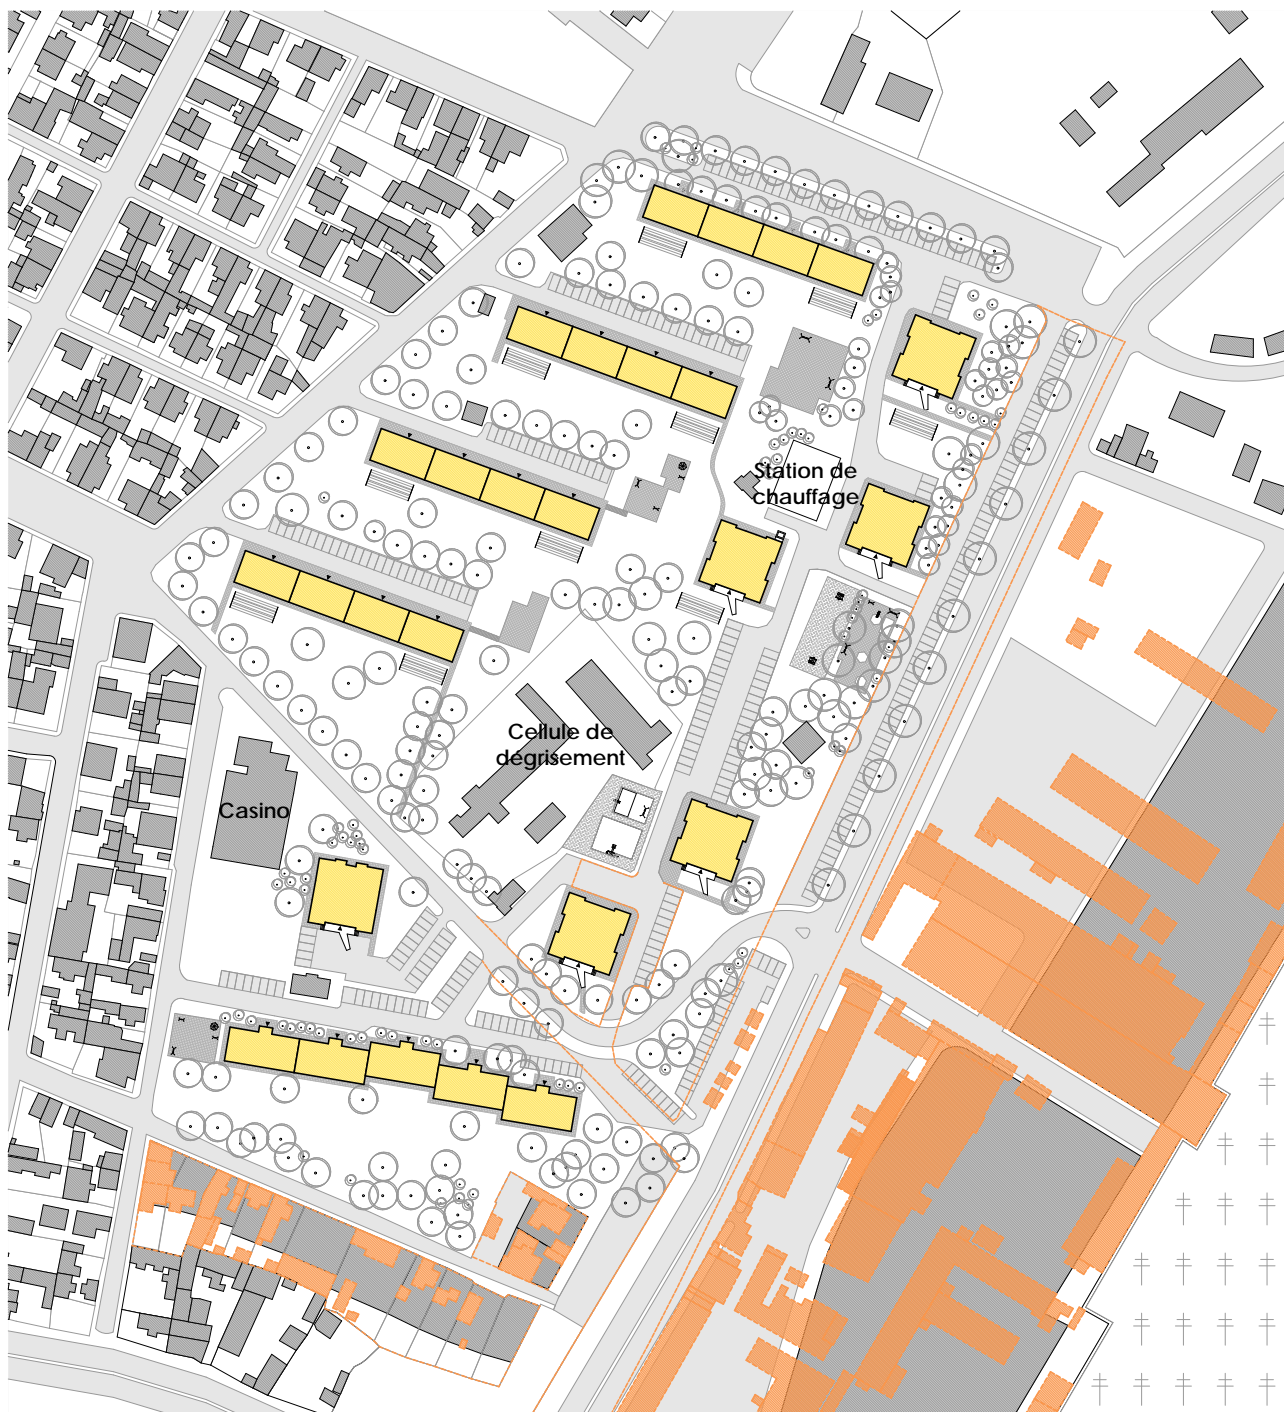 Station de
chauffage
Cellule de
dégrisement
Casino